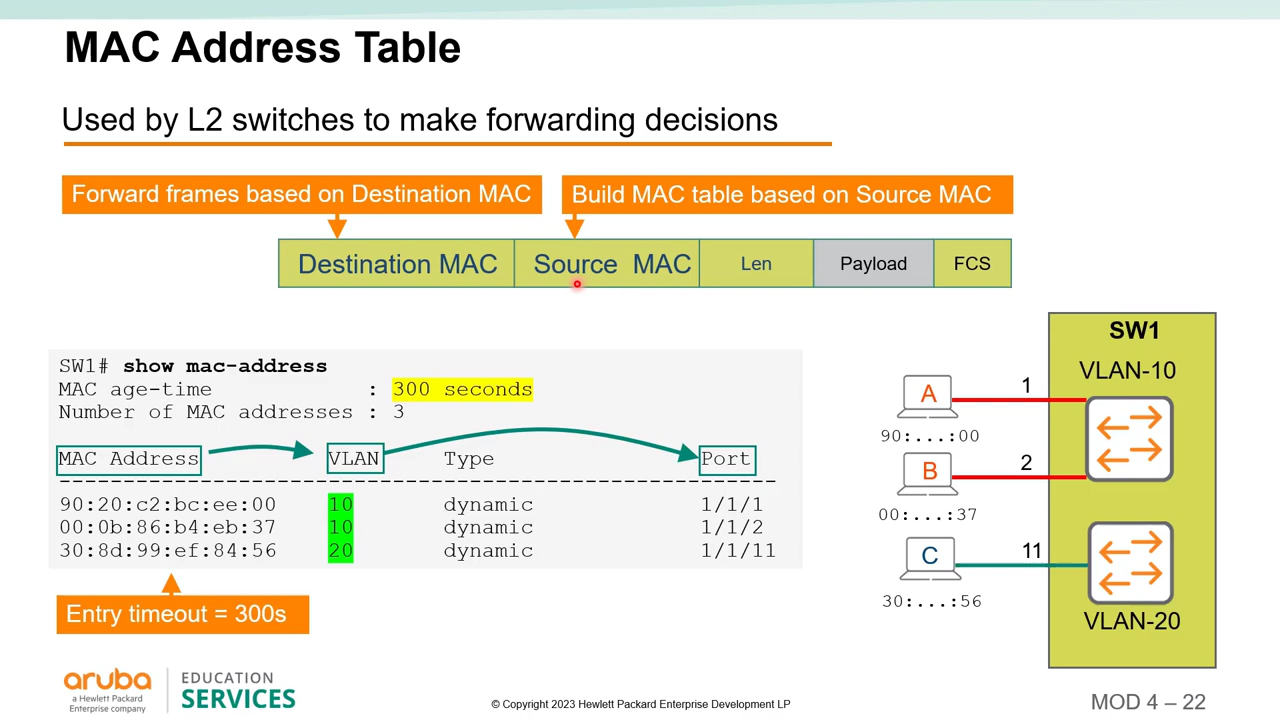 MAC Address Table
Used by L2 switches to make forwarding decisions
Forward frames based on Destination MAC
Build MAC table based on Source MAC
Destination MAC
Source MAC
Len
Payload
FCS
SW1# show mac-address
MAC age-time : 300 seconds
Number of MAC addresses : 3
MAC Address VLAN Type Port
--------------------------------------------------------
90:20:c2:bc:ee:00 10 dynamic 1/1/1
00:0b:86:b4:eb:37 10 dynamic 1/1/2
30:8d:99:ef:84:56 20 dynamic 1/1/11
Entry timeout = 300s
SW1
VLAN-10
A
1
90:...:00
B
2
00:...:37
C
11
30:...:56
VLAN-20
aruba
a Hewlett Packard
Enterprise company
EDUCATION
SERVICES
© Copyright 2023 Hewlett Packard Enterprise Development LP
MOD 4 – 22